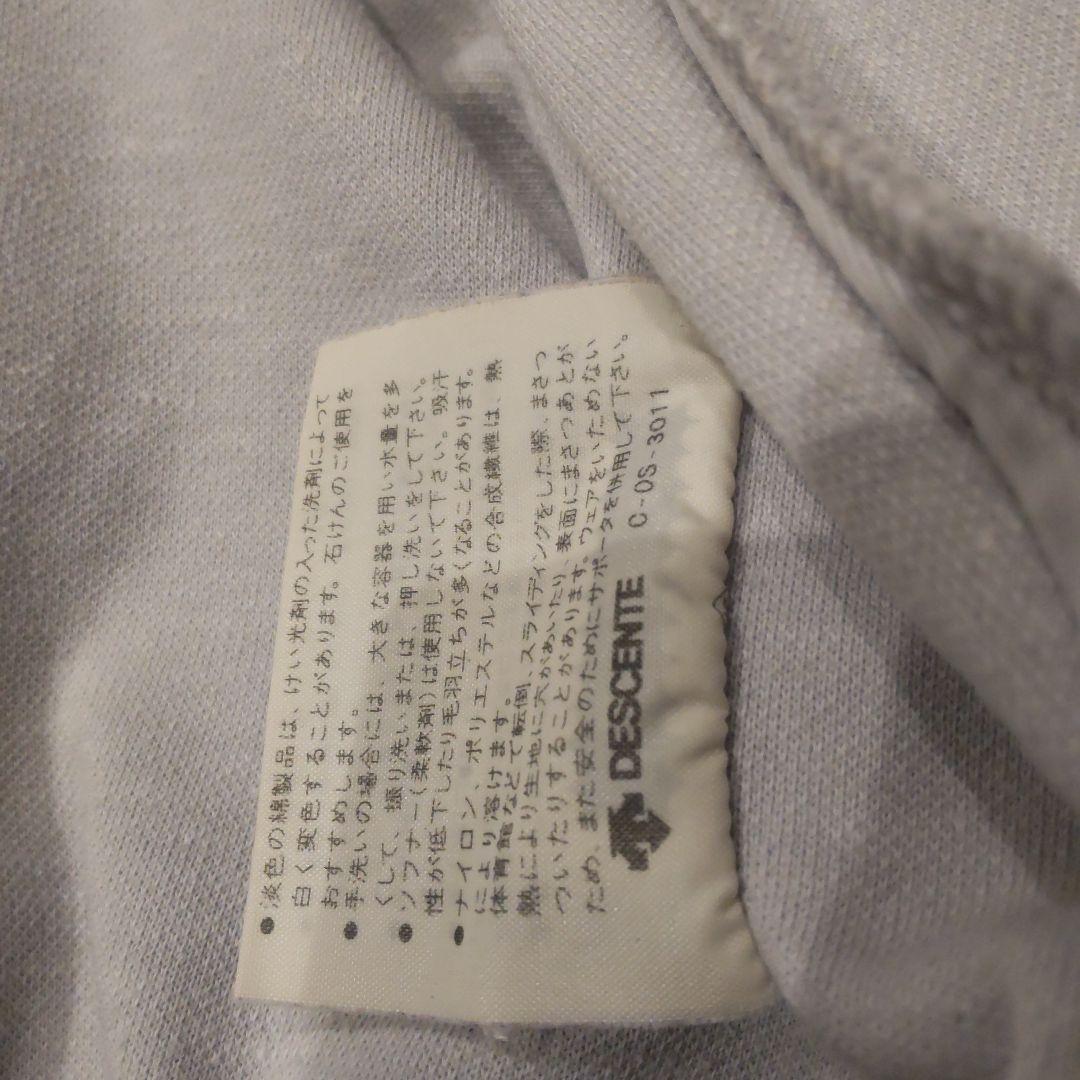 ●淡色の綿製品は、けい光剤の入った洗剤によって
白く変色することがあります。石けんのご使用を
おすすめします。
●手洗いの場合には、大きな容器を用い水量を多
くして、振り洗いまたは、押し洗いをして下さい。
●ソフナー(柔軟剤)は使用しないで下さい。吸汗
性が低下したり毛羽立ちが多くなることがあります。
●ナイロン、ポリエステルなどの合成繊維は、熱
により溶けます。
体育館などで転倒、スライディングをした際、まさつ
熱により生地に穴があいたり、表面にまさつあとが
ついたりすることがあります。ウェアをいためない
ため、また安全のためにサポータを併用して下さい。
DESCENTE C-OS-3011